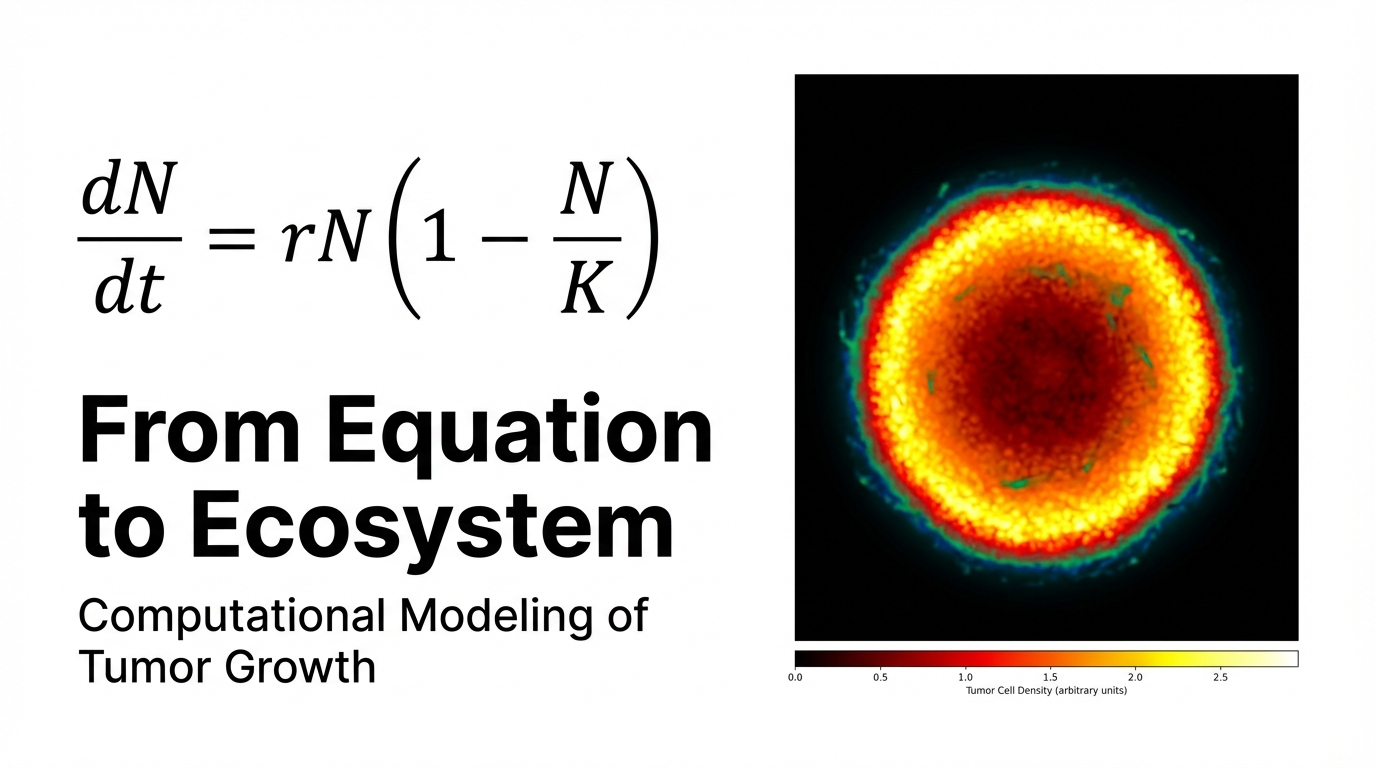 dN/dt = rN(1 − N/K)
From Equation
to Ecosystem
Computational Modeling of
Tumor Growth
0.0 0.5 1.0 1.5 2.0 2.5
Tumor Cell Density (arbitrary units)